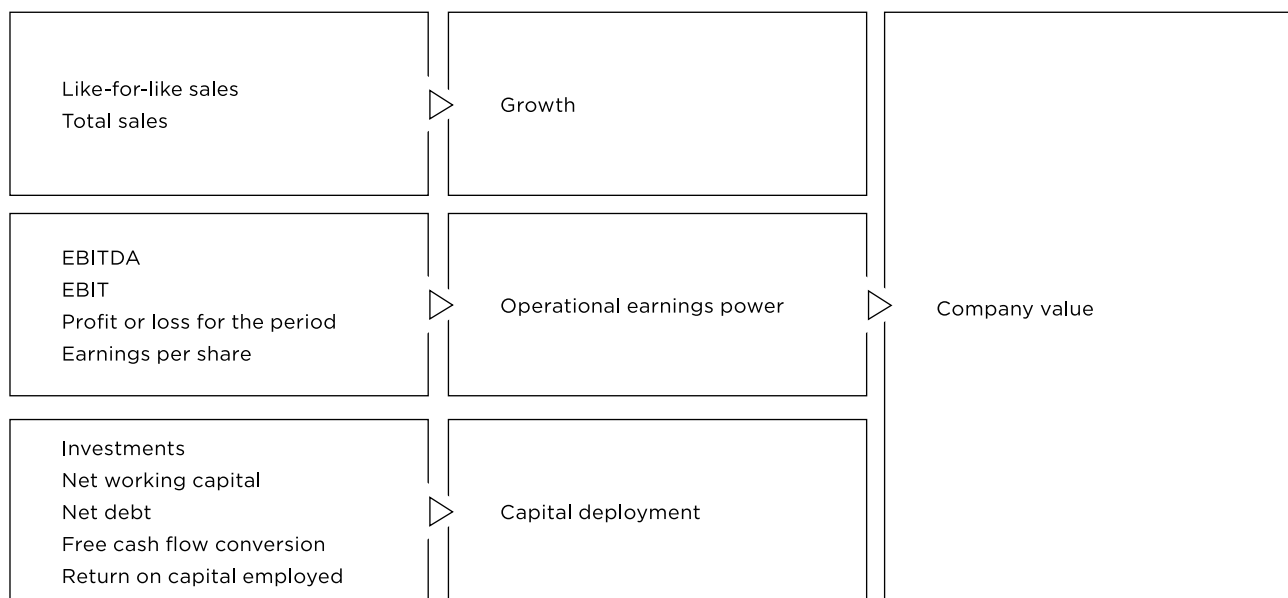 Like-for-like sales
Total sales
Growth
EBITDA
EBIT
Profit or loss for the period
Earnings per share
Operational earnings power
Company value
Investments
Net working capital
Net debt
Free cash flow conversion
Return on capital employed
Capital deployment